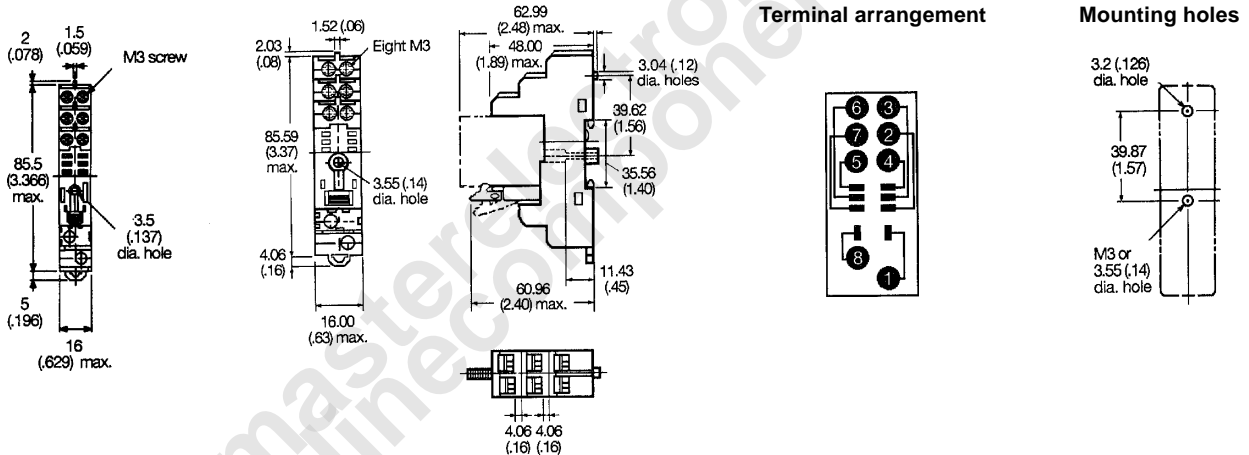 Terminal arrangement
Mounting holes
2
(.078)
1.5
(.059)
M3 screw
85.5
(3.366)
max.
3.5
(.137)
dia. hole
5
(.196)
16
(.629) max.
1.52 (.06)
2.03
(.08)
Eight M3
85.59
(3.37)
max.
3.55 (.14)
dia. hole
4.06
(.16)
16.00
(.63) max.
62.99
(2.48) max.
48.00
(1.89) max.
3.04 (.12)
dia. holes
39.62
(1.56)
35.56
(1.40)
11.43
(.45)
60.96
(2.40) max.
4.06 4.06
(.16) (.16)
6 3
7 2
5 4
8
1
3.2 (.126)
dia. hole
39.87
(1.57)
M3 or
3.55 (.14)
dia. hole